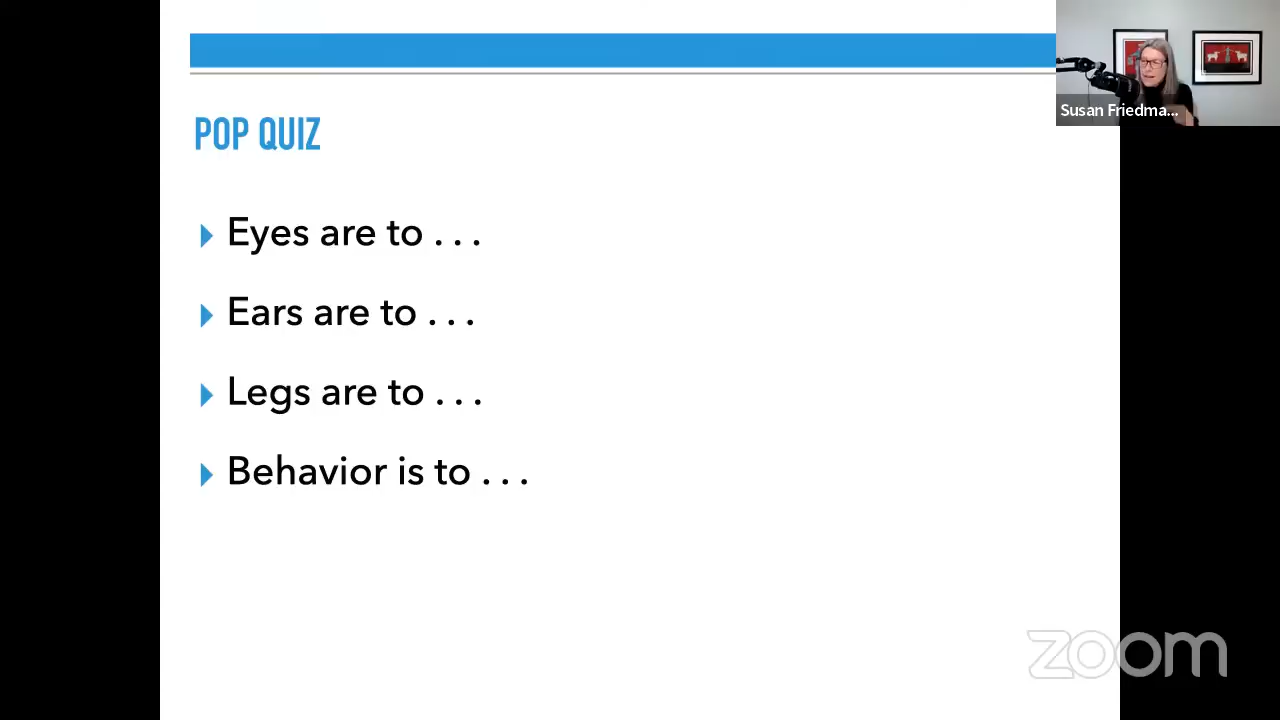 Susan Friedma...
POP QUIZ
Eyes are to . . .
Ears are to . . .
Legs are to . . .
Behavior is to . . .
zoom